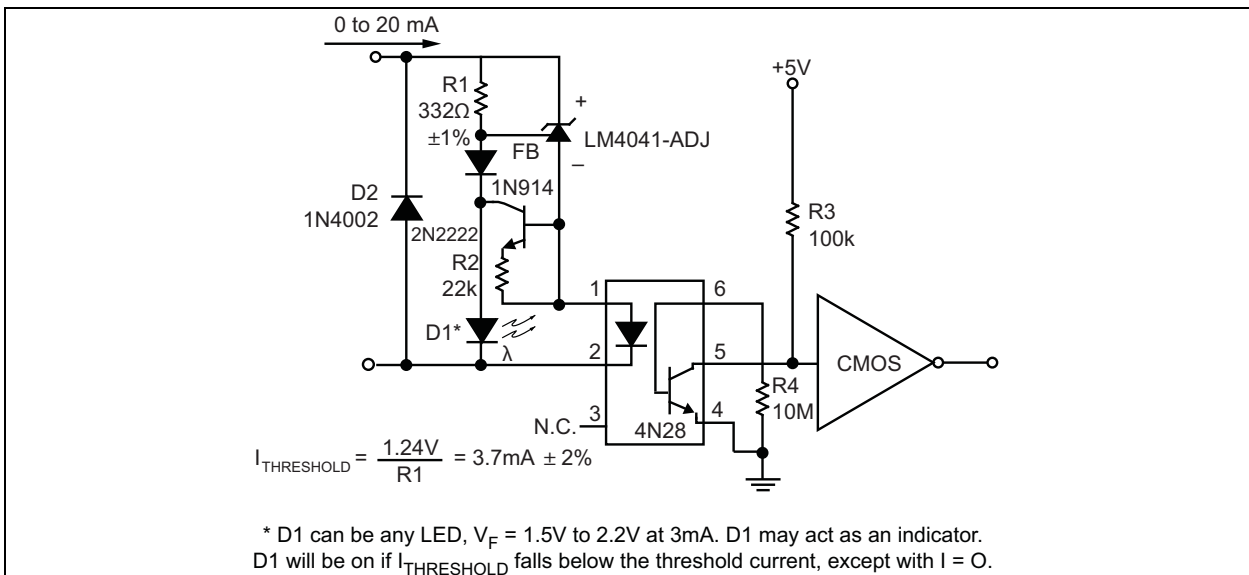 0 to 20 mA
+5V
R1
332Ω
±1%
+
FB
LM4041-ADJ
–
1N914
D2
1N4002
2N2222
R3
100k
R2
22k
1
6
D1*
λ
2
5
CMOS
R4
10M
3
4
N.C.
4N28
I_THRESHOLD = 1.24V / R1 = 3.7mA ± 2%
* D1 can be any LED, V_F = 1.5V to 2.2V at 3mA. D1 may act as an indicator.
D1 will be on if I_THRESHOLD falls below the threshold current, except with I = O.